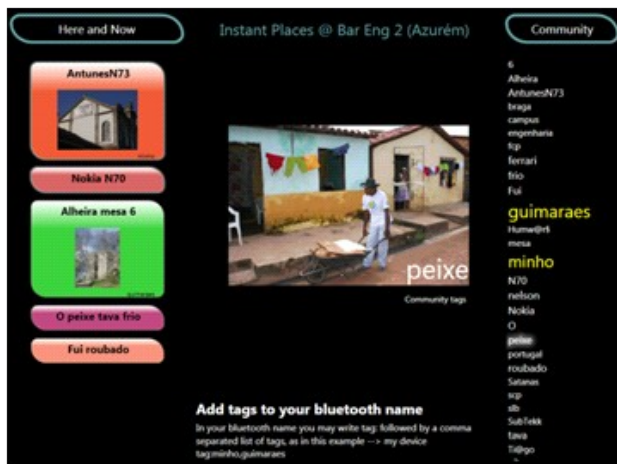 Here and Now
AntunesN73
Nokia N70
Alheira mesa 6
O peixe tava frio
Fui roubado
Instant Places @ Bar Eng 2 (Azurém)
peixe
Community tags
Add tags to your bluetooth name
In your bluetooth name you may write tag: followed by a comma
separated list of tags, as in this example --> my device
tag:minho,guimaraes
Community
6
Alheira
AntunesN73
braga
campus
engenharia
fcp
ferrari
frio
Fui
guimaraes
mesa
minho
N70
nelson
Nokia
O
peixe
portugal
roubado
Satanas
scp
slb
SubTekk
tava
Ti@go